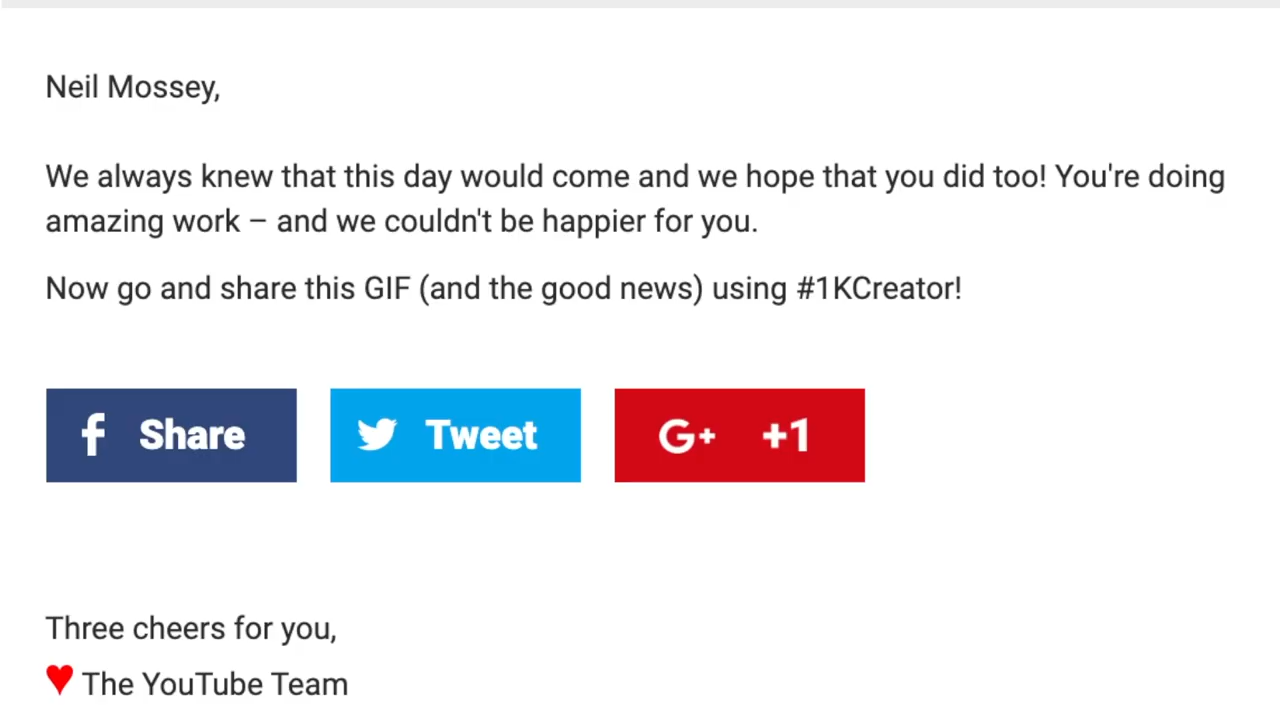 Neil Mossey,
We always knew that this day would come and we hope that you did too! You're doing
amazing work – and we couldn't be happier for you.
Now go and share this GIF (and the good news) using #1KCreator!
f Share
Tweet
G+ +1
Three cheers for you,
♥ The YouTube Team